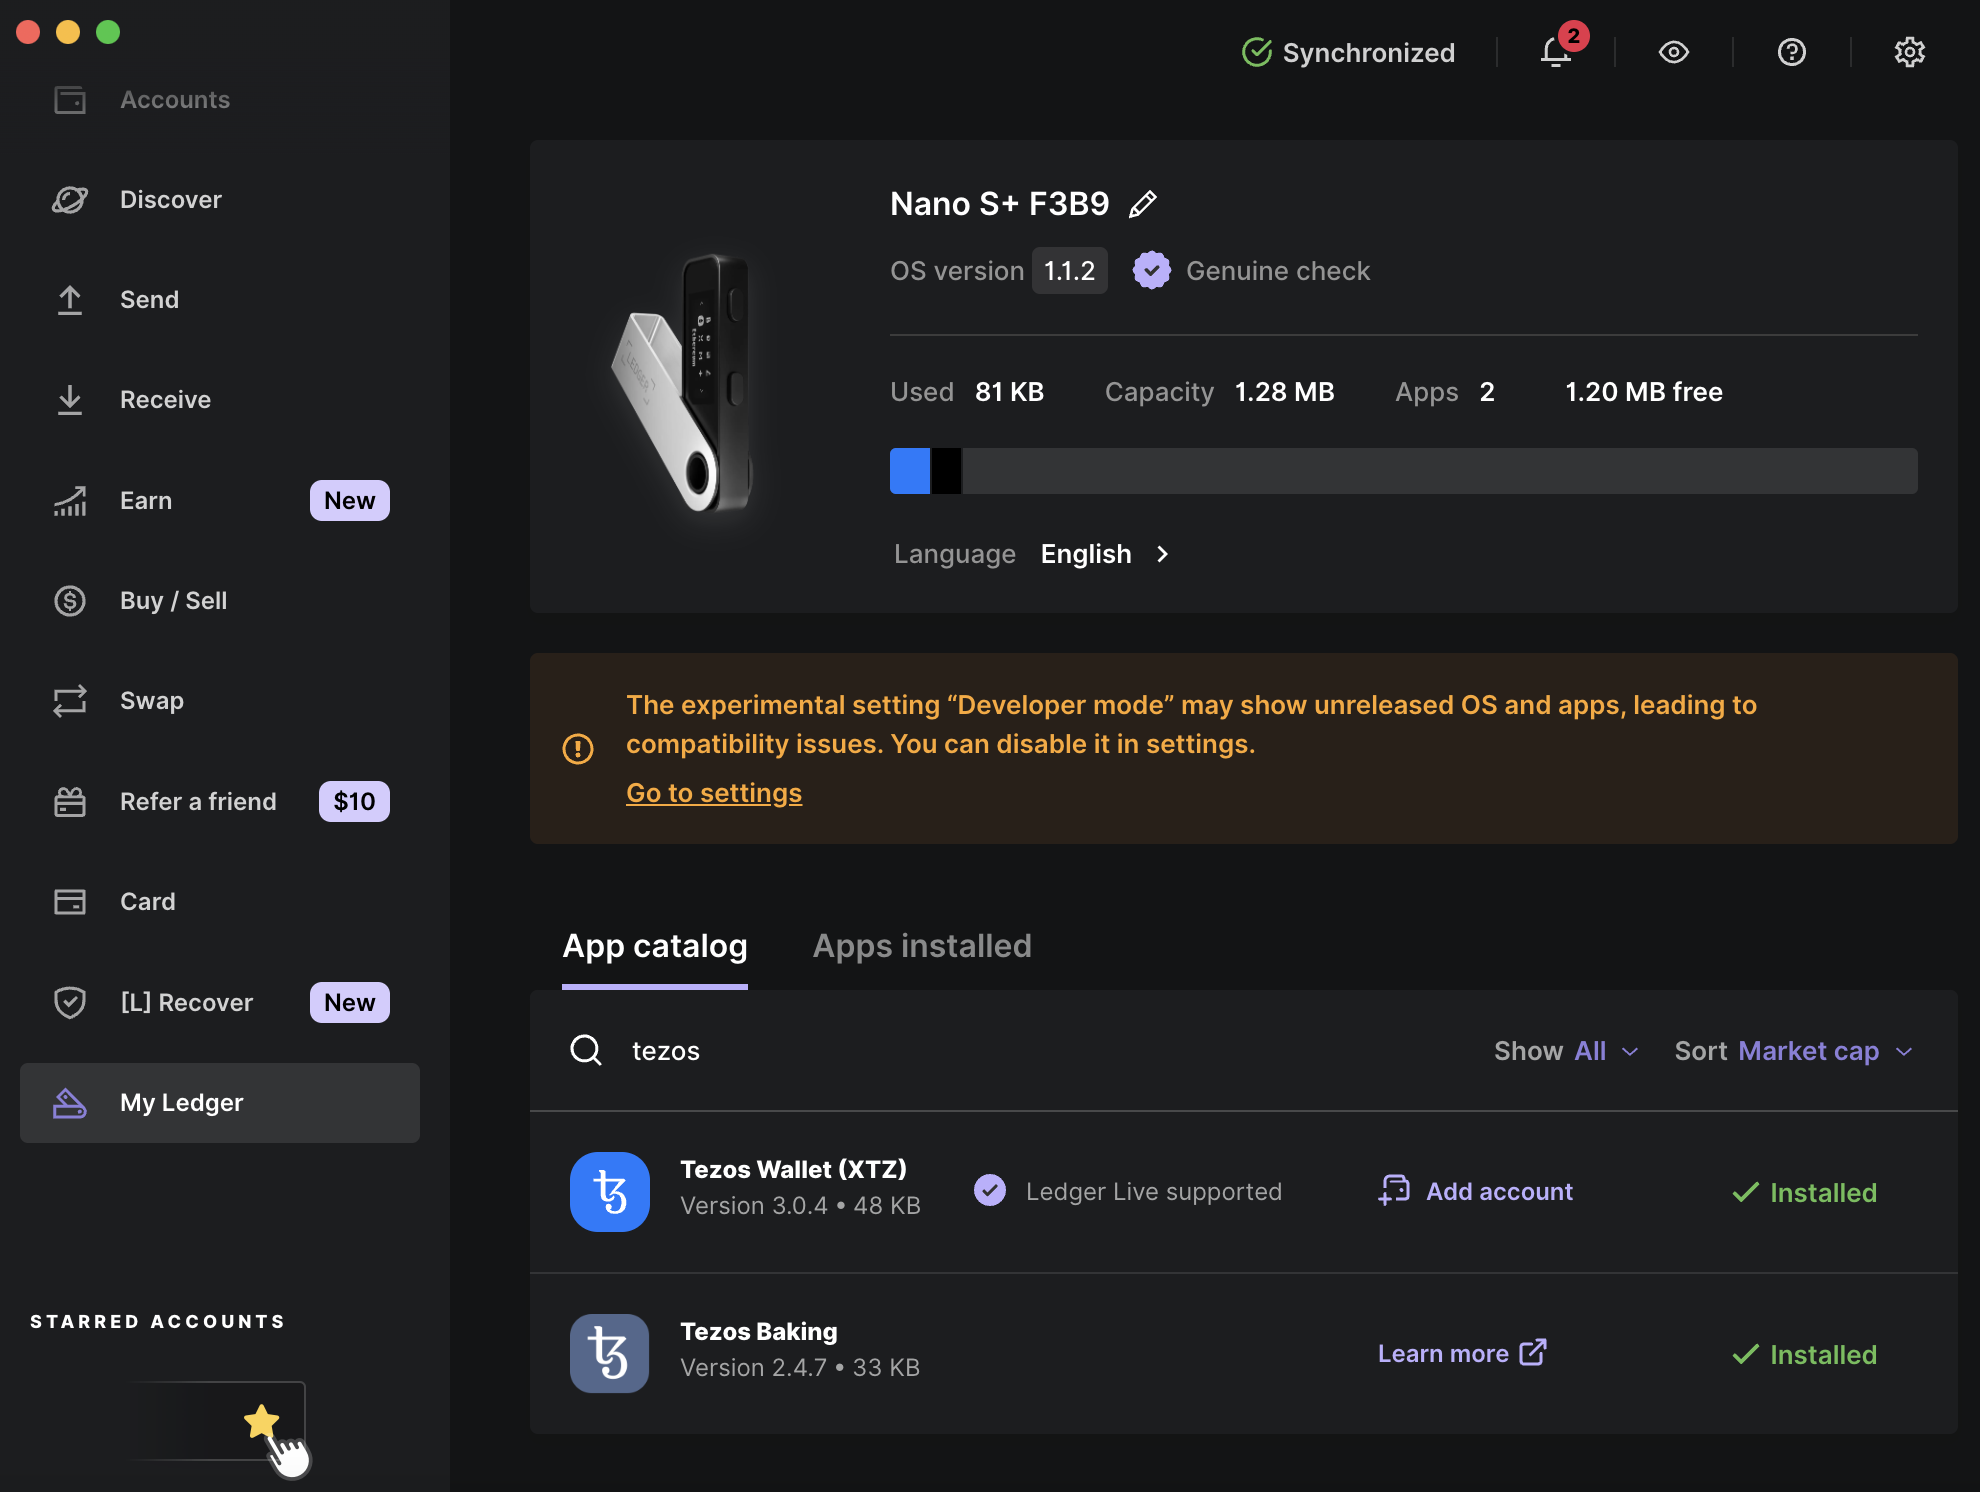 Accounts
Discover
Send
Receive
Earn New
Buy / Sell
Swap
Refer a friend $10
Card
[L] Recover New
My Ledger
STARRED ACCOUNTS
Synchronized 2
Nano S+ F3B9
OS version 1.1.2 Genuine check
Used 81 KB Capacity 1.28 MB Apps 2 1.20 MB free
Language English
LEDGER
Ethereum
The experimental setting “Developer mode” may show unreleased OS and apps, leading to
compatibility issues. You can disable it in settings.
Go to settings
App catalog Apps installed
tezos Show All Sort Market cap
Tezos Wallet (XTZ)
Version 3.0.4 • 48 KB
Ledger Live supported Add account Installed
Tezos Baking
Version 2.4.7 • 33 KB
Learn more Installed